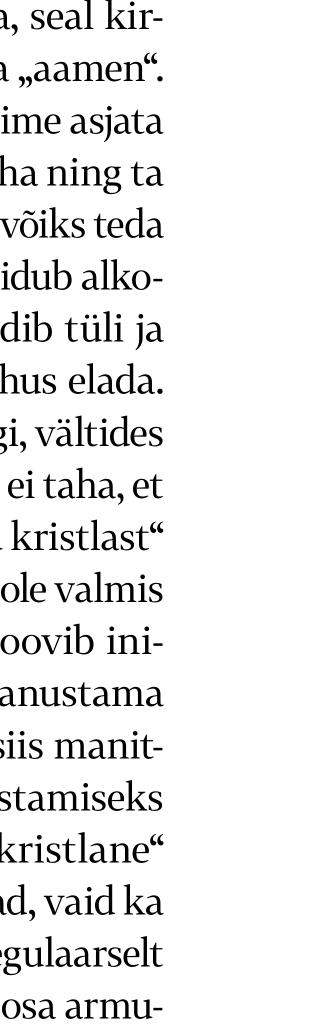 a, seal kir-
a „aamen“.
ime asjata
ha ning ta
võiks teda
idub alko-
dib tüli ja
hus elada.
gi, vältides
ei taha, et
kristlast“
ole valmis
oovib ini-
anustama
siis manit-
stamiseks
kristlane“
ad, vaid ka
egulaarselt
osa armu-